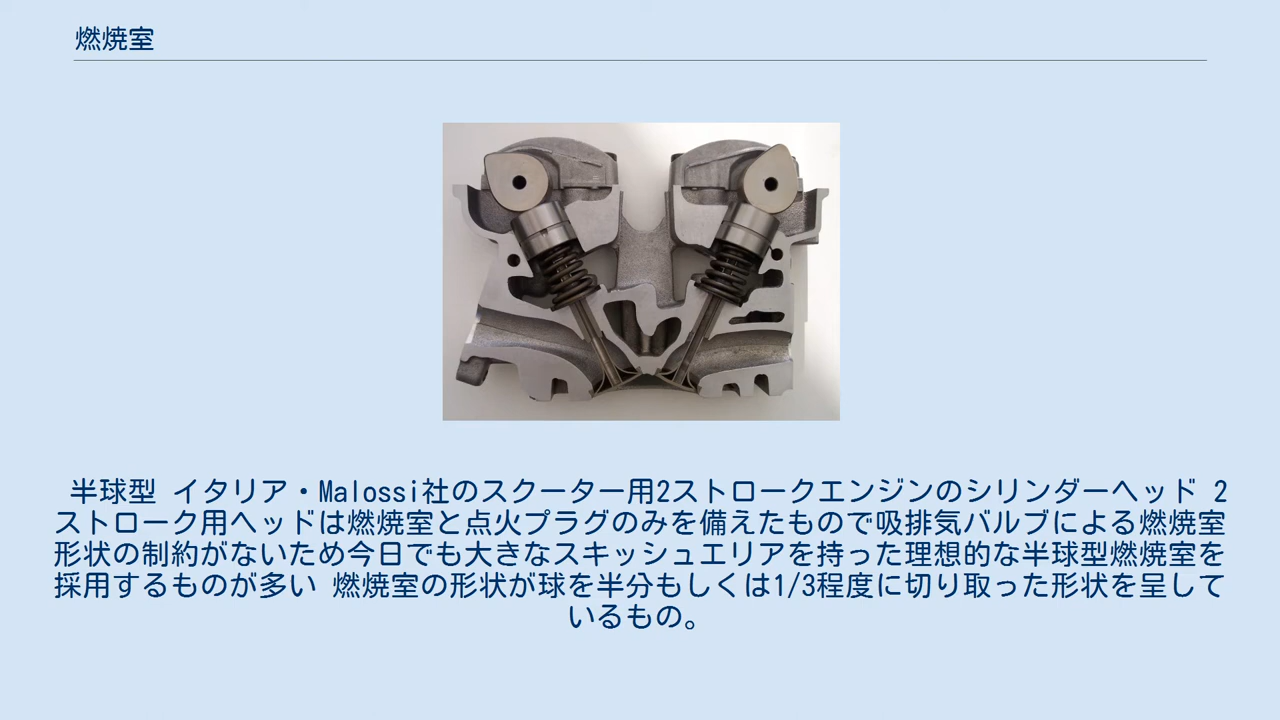 燃焼室
半球型 イタリア・Malossi社のスクーター用2ストロークエンジンのシリンダーヘッド 2
ストローク用ヘッドは燃焼室と点火プラグのみを備えたもので吸排気バルブによる燃焼室
形状の制約がないため今日でも大きなスキッシュエリアを持った理想的な半球型燃焼室を
採用するものが多い 燃焼室の形状が球を半分もしくは1/3程度に切り取った形状を呈して
いるもの。